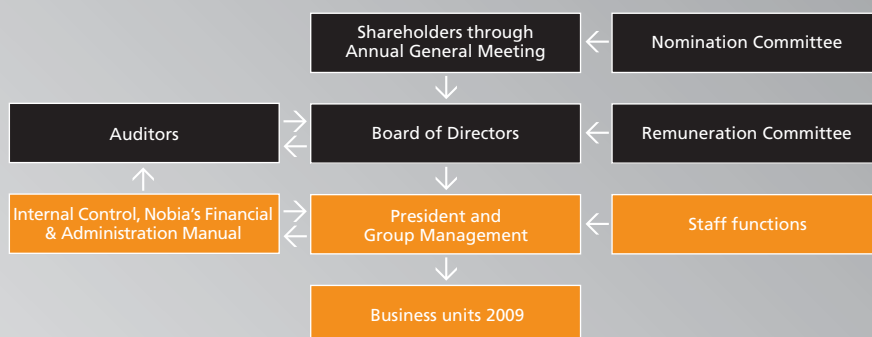 Shareholders through
Annual General Meeting
Nomination Committee
Auditors
Board of Directors
Remuneration Committee
Internal Control, Nobia's Financial
& Administration Manual
President and
Group Management
Staff functions
Business units 2009